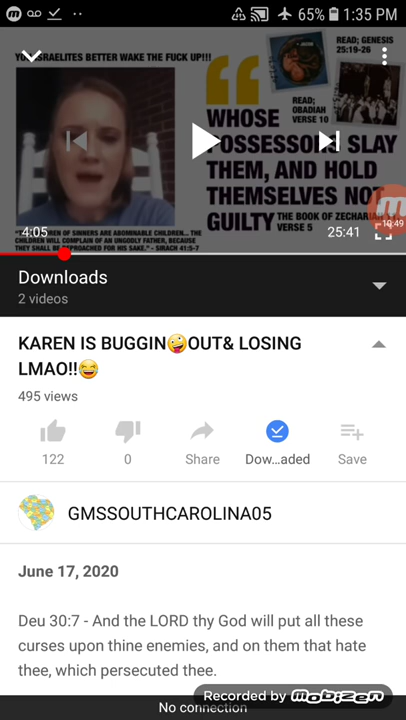 65% 1:35 PM
YOU ISRAELITES BETTER WAKE THE FUCK UP!!!
READ; GENESIS
25:19-26
READ;
OBADIAH
VERSE 10
WHOSE
POSSESSORS SLAY
THEM, AND HOLD
THEMSELVES NOT
GUILTY THE BOOK OF ZECHARIAH
VERSE 5
10:49
4:05
25:41
CHILDREN OF SINNERS ARE ABOMINABLE CHILDREN... THE
CHILDREN WILL COMPLAIN OF AN UNGODLY FATHER, BECAUSE
THEY SHALL BE REPROACHED FOR HIS SAKE." - SIRACH 41:5-7
Downloads
2 videos
KAREN IS BUGGIN🤪OUT& LOSING
LMAO!!😅
495 views
122
0
Share
Dow...aded
Save
GMSSOUTHCAROLINA05
June 17, 2020
Deu 30:7 - And the LORD thy God will put all these
curses upon thine enemies, and on them that hate
thee, which persecuted thee.
Recorded by mobizen
No connection